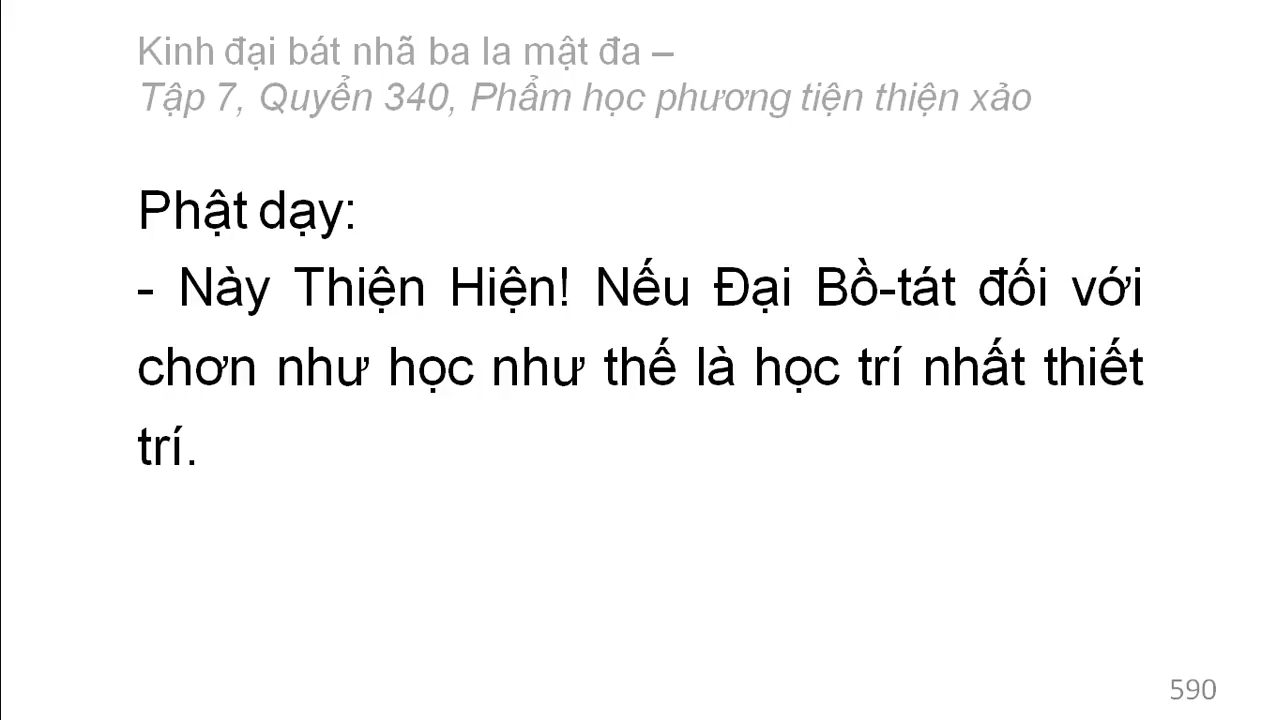 Kinh đại bát nhã ba la mật đa –
Tập 7, Quyển 340, Phẩm học phương tiện thiện xảo
Phật dạy:
- Này Thiện Hiện! Nếu Đại Bồ-tát đối với
chơn như học như thế là học trí nhất thiết
trí.
590